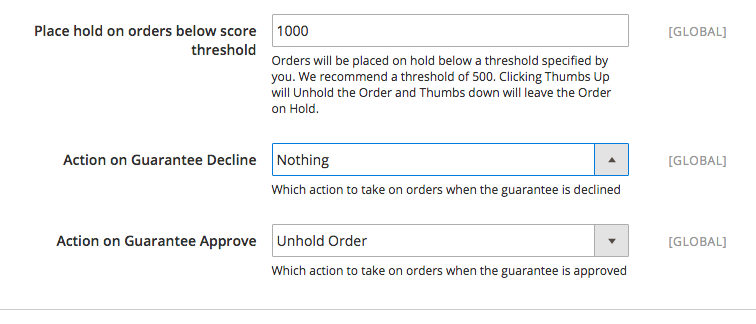 Place hold on orders below score threshold
1000
[GLOBAL]
Orders will be placed on hold below a threshold specified by
you. We recommend a threshold of 500. Clicking Thumbs Up
will Unhold the Order and Thumbs down will leave the Order
on Hold.
Action on Guarantee Decline
Nothing
[GLOBAL]
Which action to take on orders when the guarantee is declined
Action on Guarantee Approve
Unhold Order
[GLOBAL]
Which action to take on orders when the guarantee is approved